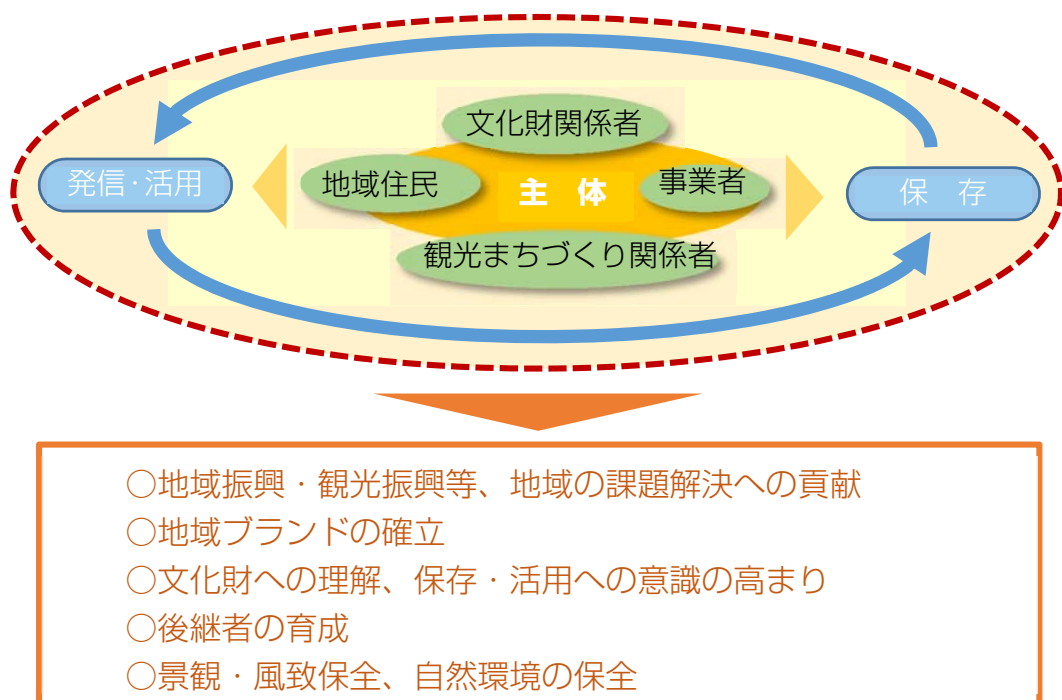 文化財関係者
発信・活用
地域住民
主 体
事業者
保 存
観光まちづくり関係者
○地域振興・観光振興等、地域の課題解決への貢献
○地域ブランドの確立
○文化財への理解、保存・活用への意識の高まり
○後継者の育成
○景観・風致保全、自然環境の保全